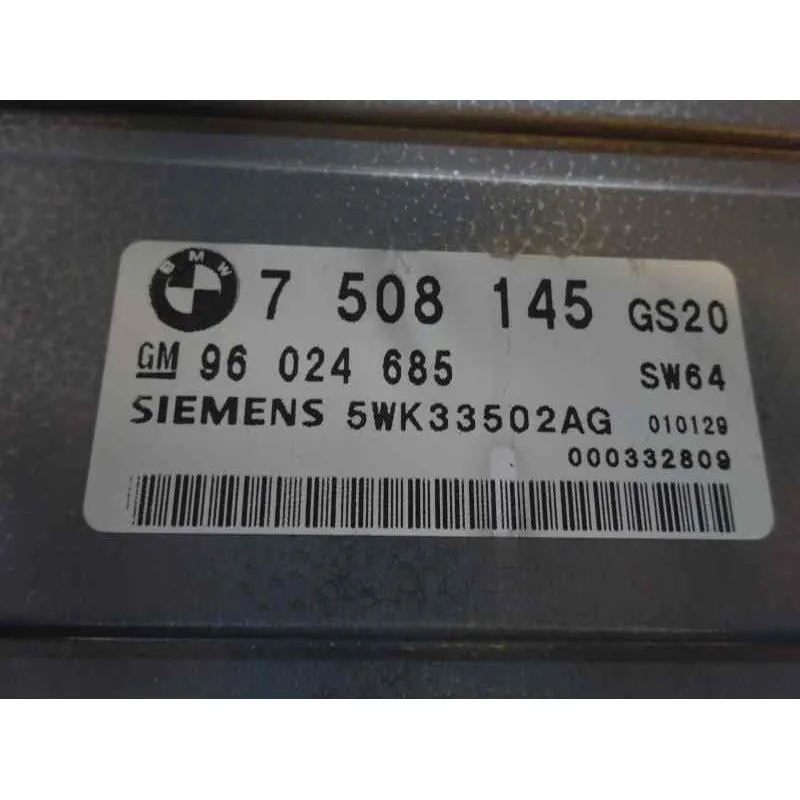 BMW 7 508 145 GS20
GM 96 024 685 SW64
SIEMENS 5WK33502AG 010129
000332809